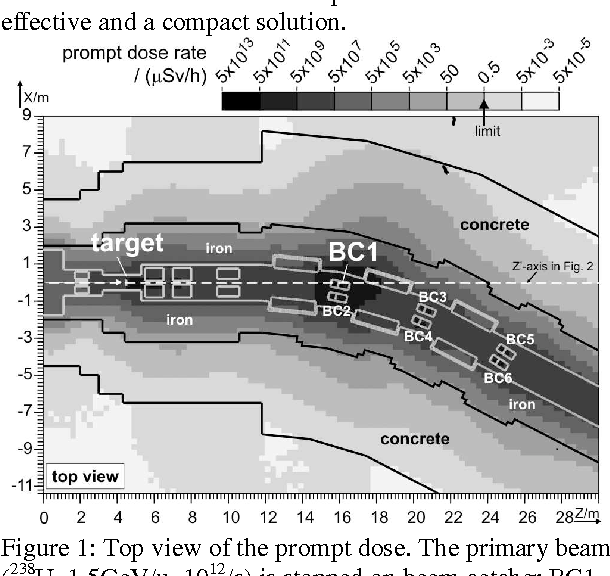 effective and a compact solution.
prompt dose rate
/ (μSv/h)
5x10¹³ 5x10¹¹ 5x10⁹ 5x10⁷ 5x10⁵ 5x10³ 50 0.5 5x10⁻³ 5x10⁻⁵
limit
X/m
9
7
5
3
1
-1
-3
-5
-7
-9
-11
concrete
target
iron
BC1
Z'-axis in Fig. 2
BC3
BC2
iron
BC4
BC5
BC6
iron
concrete
top view
0 2 4 6 8 10 12 14 16 18 20 22 24 26 28 Z/m
Figure 1: Top view of the prompt dose. The primary beam
(²³⁸U, 1.5GeV/u, 10¹²/s) is stopped on beam catcher BC1